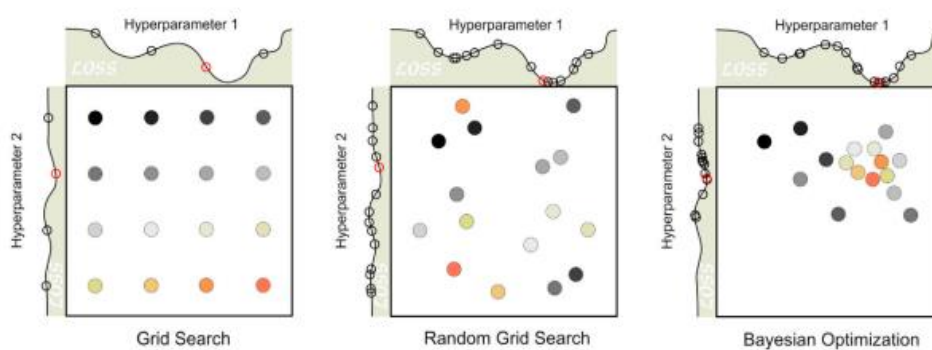 Hyperparameter 1
LOSS
Hyperparameter 2
LOSS
Grid Search
Hyperparameter 1
LOSS
Hyperparameter 2
LOSS
Random Grid Search
Hyperparameter 1
LOSS
Hyperparameter 2
LOSS
Bayesian Optimization